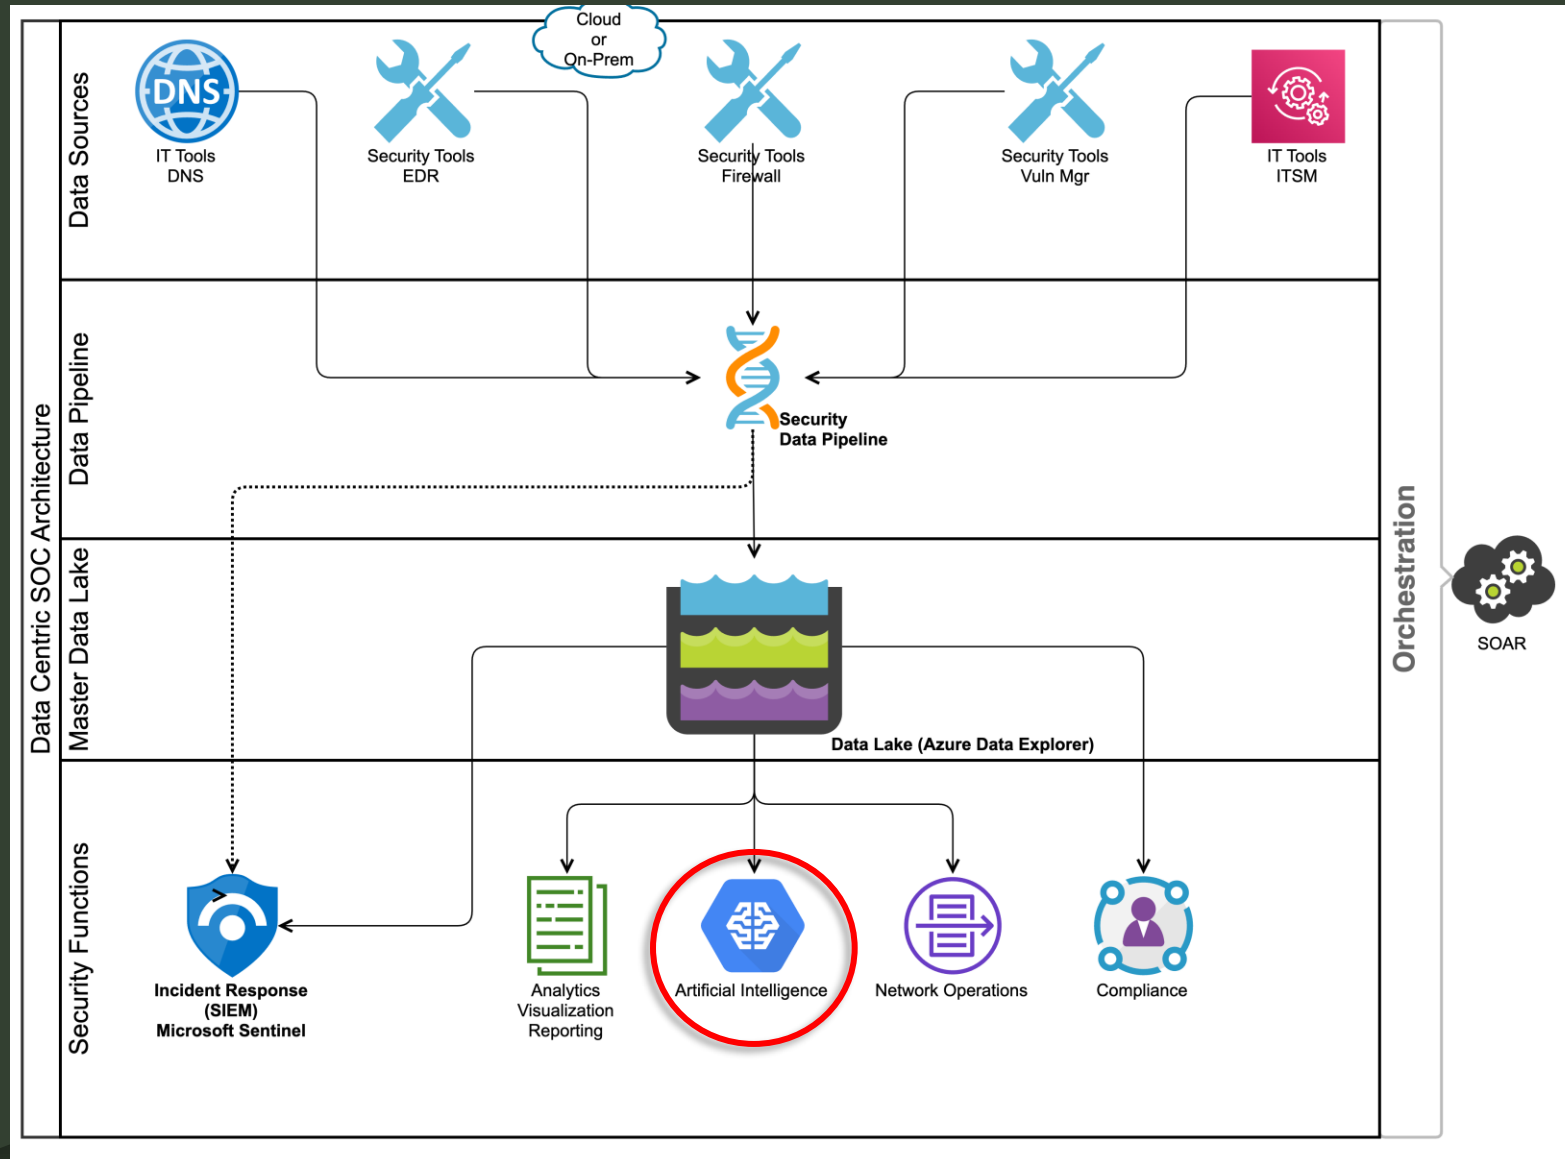 Data Centric SOC Architecture
Data Sources
Cloud
or
On-Prem
DNS
IT Tools
DNS
Security Tools
EDR
Security Tools
Firewall
Security Tools
Vuln Mgr
IT Tools
ITSM
Data Pipeline
Security
Data Pipeline
Master Data Lake
Data Lake (Azure Data Explorer)
Security Functions
Incident Response
(SIEM)
Microsoft Sentinel
Analytics
Visualization
Reporting
Artificial Intelligence
Network Operations
Compliance
Orchestration
SOAR